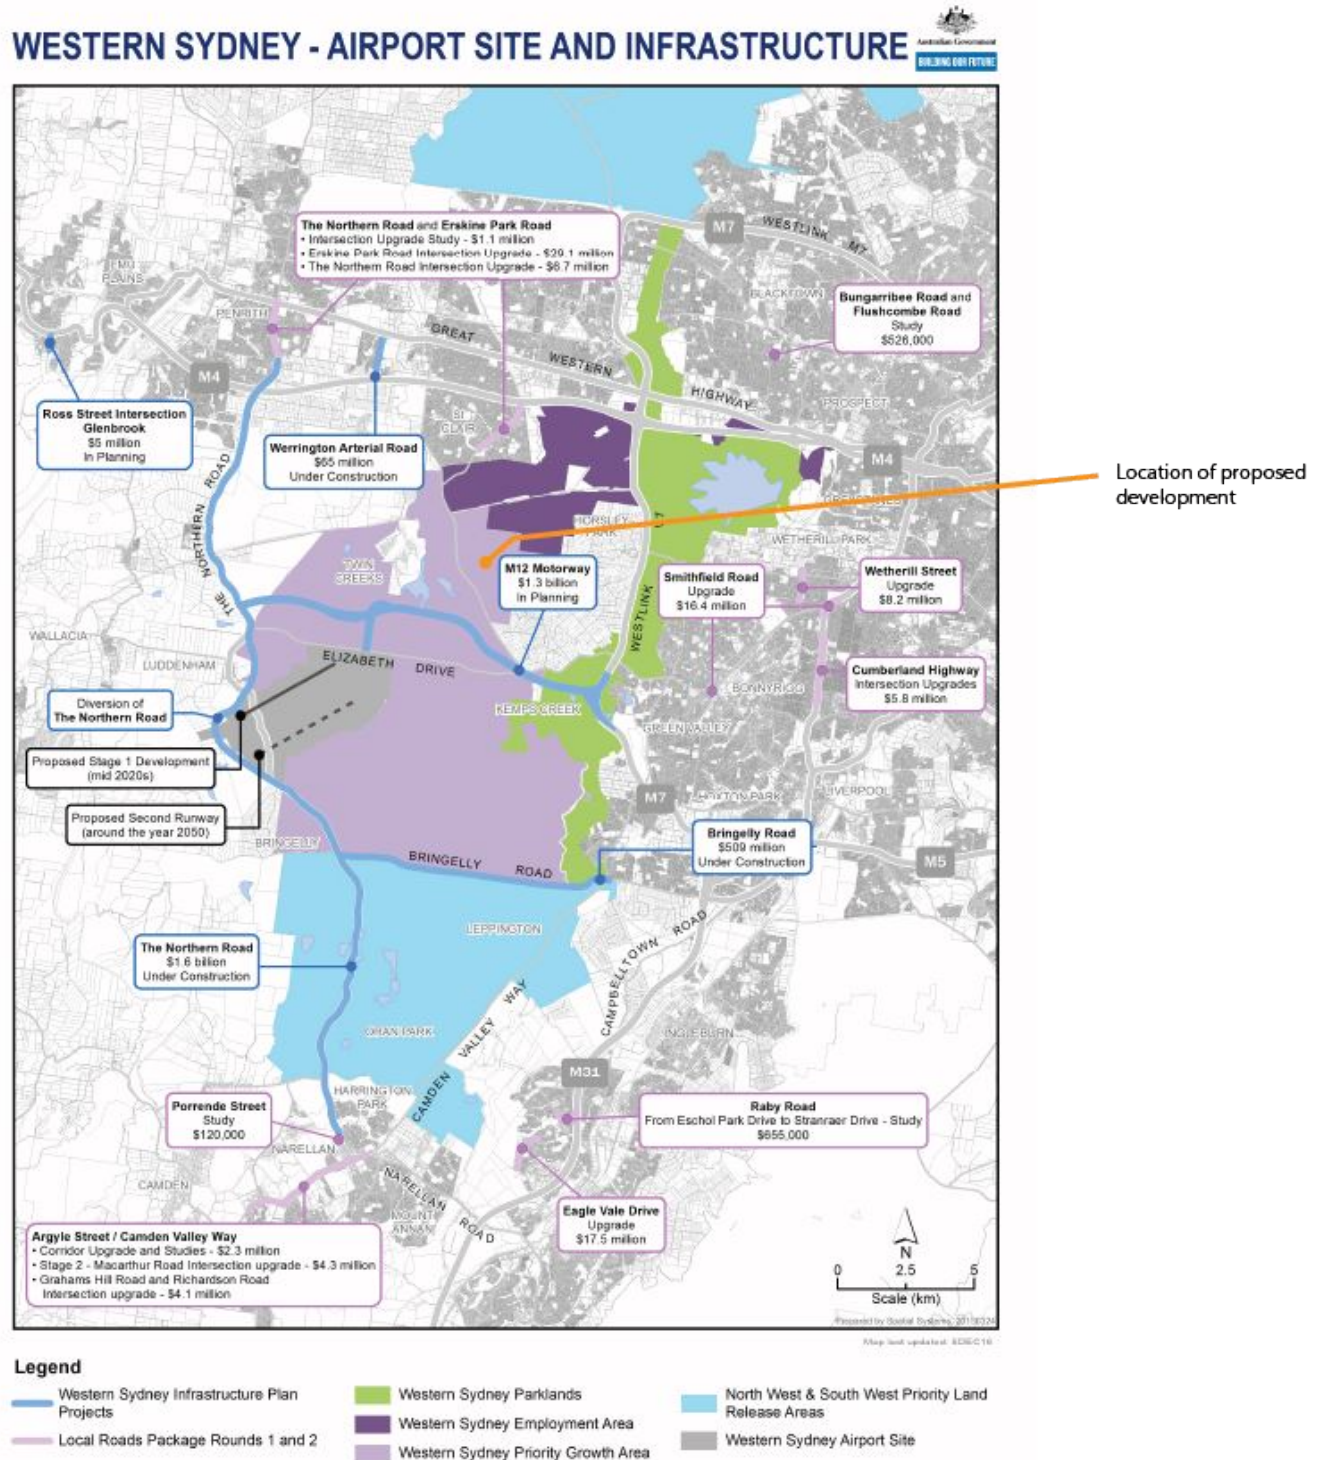 WESTERN SYDNEY - AIRPORT SITE AND INFRASTRUCTURE
Australian Government
BUILDING OUR FUTURE
The Northern Road and Erskine Park Road
• Intersection Upgrade Study - $1.1 million
• Erskine Park Road Intersection Upgrade - $29.1 million
• The Northern Road Intersection Upgrade - $6.7 million
M7
WESTLINK M7
EMU
PLAINS
BLACKTOWN
Bungarribee Road and
Flushcombe Road
Study
$526,000
PENRITH
GREAT WESTERN HIGHWAY
M4
Ross Street Intersection
Glenbrook
$5 million
In Planning
Werrington Arterial Road
$65 million
Under Construction
ST
CLAIR
PROSPECT
M4
Location of proposed
development
THE NORTHERN ROAD
GREYSTANES
HORSLEY
PARK
WETHERILL PARK
TWIN
CREEKS
M12 Motorway
$1.3 billion
In Planning
Smithfield Road
Upgrade
$16.4 million
Wetherill Street
Upgrade
$8.2 million
WESTLINK
WALLACIA
LUDDENHAM
ELIZABETH DRIVE
Cumberland Highway
Intersection Upgrades
$5.8 million
BONNYRIGG
KEMPS CREEK
GREEN VALLEY
Diversion of
The Northern Road
Proposed Stage 1 Development
(mid 2020s)
M7
HOXTON PARK
LIVERPOOL
Proposed Second Runway
(around the year 2050)
BRINGELLY
Bringelly Road
$509 million
Under Construction
M5
BRINGELLY ROAD
LEPPINGTON
The Northern Road
$1.6 billion
Under Construction
CAMPBELLTOWN ROAD
CAMDEN VALLEY WAY
ORAN PARK
INGLEBURN
M31
HARRINGTON
PARK
Porrende Street
Study
$120,000
Raby Road
From Eschol Park Drive to Stranraer Drive - Study
$655,000
NARELLAN
CAMDEN
NARELLAN ROAD
MOUNT
ANNAN
Eagle Vale Drive
Upgrade
$17.5 million
Argyle Street / Camden Valley Way
• Corridor Upgrade and Studies - $2.3 million
• Stage 2 - Macarthur Road Intersection upgrade - $4.3 million
• Grahams Hill Road and Richardson Road
Intersection upgrade - $4.1 million
N
0 2.5 5
Scale (km)
Prepared by Spatial Systems,
Map last updated:
Legend
Western Sydney Infrastructure Plan
Projects
Local Roads Package Rounds 1 and 2
Western Sydney Parklands
Western Sydney Employment Area
Western Sydney Priority Growth Area
North West & South West Priority Land
Release Areas
Western Sydney Airport Site